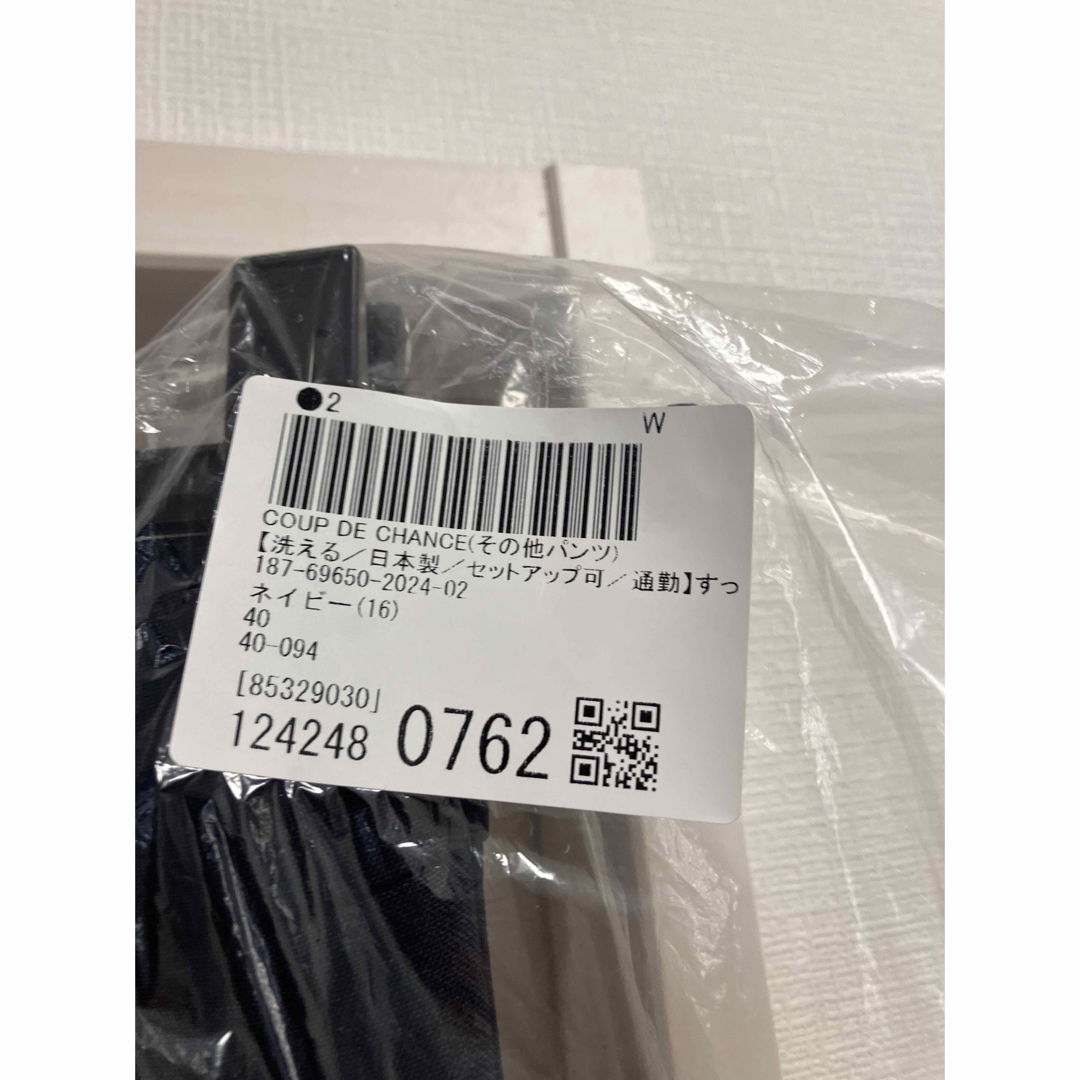 ●2 W
COUP DE CHANCE(その他パンツ)
【洗える／日本製／セットアップ可／通勤】すっ
187-69650-2024-02
ネイビー(16)
40
40-094
[85329030]
124248 0762